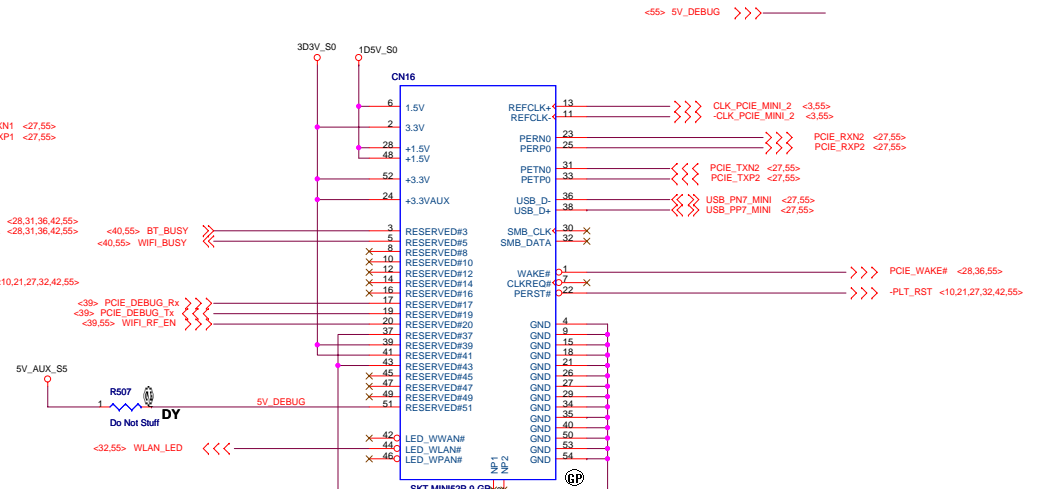 <55> 5V_DEBUG
3D3V_S0
1D5V_S0
CN16
6 1.5V
2 3.3V
28 +1.5V
48 +1.5V
52 +3.3V
24 +3.3VAUX
3 RESERVED#3
5 RESERVED#5
8 RESERVED#8
10 RESERVED#10
12 RESERVED#12
14 RESERVED#14
16 RESERVED#16
17 RESERVED#17
19 RESERVED#19
20 RESERVED#20
37 RESERVED#37
39 RESERVED#39
41 RESERVED#41
43 RESERVED#43
45 RESERVED#45
47 RESERVED#47
49 RESERVED#49
51 RESERVED#51
42 LED_WWAN#
44 LED_WLAN#
46 LED_WPAN#
REFCLK+ 13 CLK_PCIE_MINI_2 <3,55>
REFCLK- 11 -CLK_PCIE_MINI_2 <3,55>
PERN0 23 PCIE_RXN2 <27,55>
PERP0 25 PCIE_RXP2 <27,55>
PETN0 31 PCIE_TXN2 <27,55>
PETP0 33 PCIE_TXP2 <27,55>
USB_D- 36 USB_PN7_MINI <27,55>
USB_D+ 38 USB_PP7_MINI <27,55>
SMB_CLK 30
SMB_DATA 32
WAKE# 1 PCIE_WAKE# <28,36,55>
CLKREQ# 7
PERST# 22 -PLT_RST <10,21,27,32,42,55>
GND 4
GND 9
GND 15
GND 18
GND 21
GND 26
GND 27
GND 29
GND 34
GND 35
GND 40
GND 50
GND 53
GND 54
NP1
NP2
GP
XN1 <27,55>
XP1 <27,55>
<28,31,36,42,55>
<28,31,36,42,55>
<40,55> BT_BUSY
<40,55> WIFI_BUSY
10,21,27,32,42,55>
<39> PCIE_DEBUG_Rx
<39> PCIE_DEBUG_Tx
<39,55> WIFI_RF_EN
5V_AUX_S5
R507
1
DY
Do Not Stuff
5V_DEBUG
<32,55> WLAN_LED